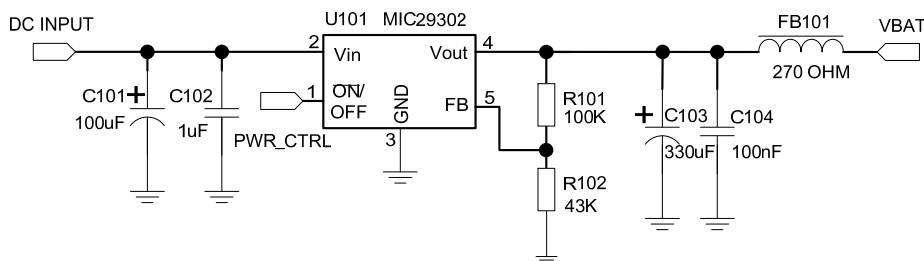 DC INPUT
U101 MIC29302
FB101
VBAT
2
Vin
Vout
4
270 OHM
C101
+
100uF
C102
1uF
1
PWR_CTRL
ON/
OFF
GND
3
FB
5
R101
100K
R102
43K
+
C103
330uF
C104
100nF